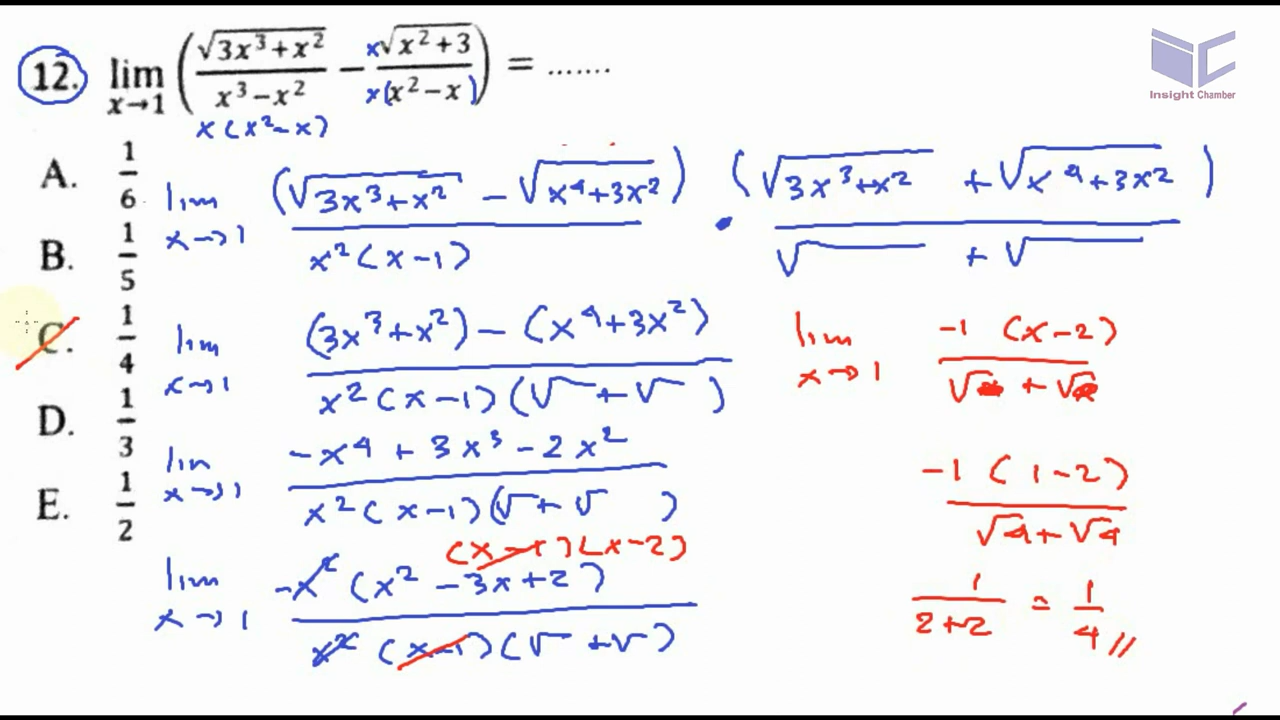 12. lim x→1 (√(3x³+x²)/(x³−x²) − x√(x²+3)/x(x²−x)) = .......
x(x²−x)
Insight Chamber
A. 1/6
B. 1/5
C. 1/4
D. 1/3
E. 1/2
lim x→1 (√(3x³+x²) − √(x⁴+3x²))/(x²(x−1)) · (√(3x³+x²) + √(x⁴+3x²))/(√ + √)
lim x→1 ((3x³+x²) − (x⁴+3x²))/(x²(x−1)(√ + √))
lim x→1 (−x⁴ + 3x³ − 2x²)/(x²(x−1)(√ + √))
(x−1)(x−2)
lim x→1 −x²(x² − 3x + 2)/(x²(x−1)(√ + √))
lim x→1 −1 (x−2)/(√ + √)
−1 (1−2)/(√4 + √4)
1/(2+2) = 1/4 //